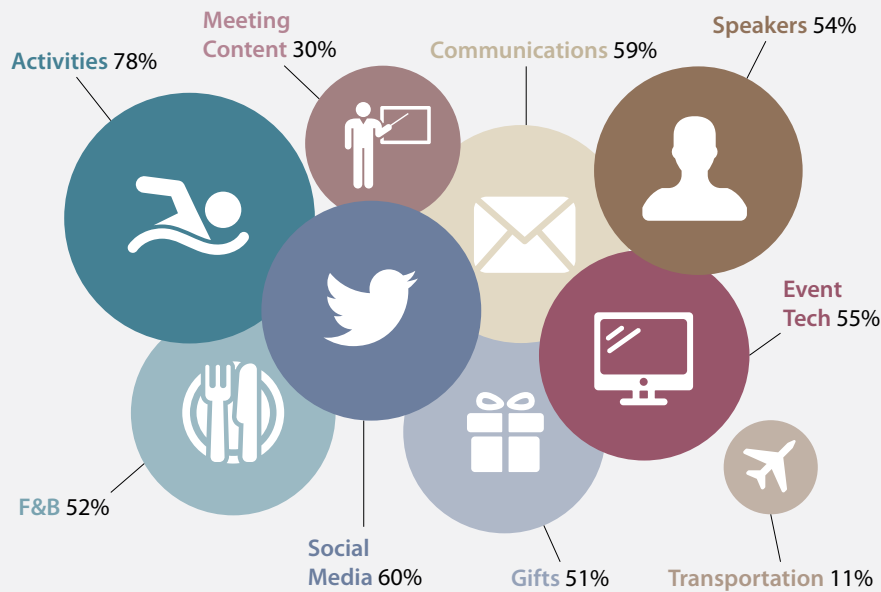 Meeting
Content 30%
Activities 78%
Communications 59%
Speakers 54%
Event
Tech 55%
F&B 52%
Social
Media 60%
Gifts 51%
Transportation 11%